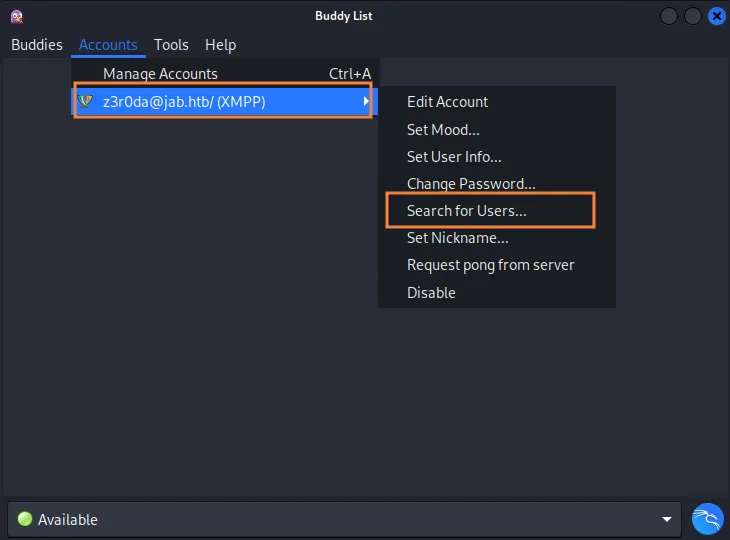 Buddy List
Buddies Accounts Tools Help
Manage Accounts Ctrl+A
z3r0da@jab.htb/ (XMPP)
Edit Account
Set Mood...
Set User Info...
Change Password...
Search for Users...
Set Nickname...
Request pong from server
Disable
Available